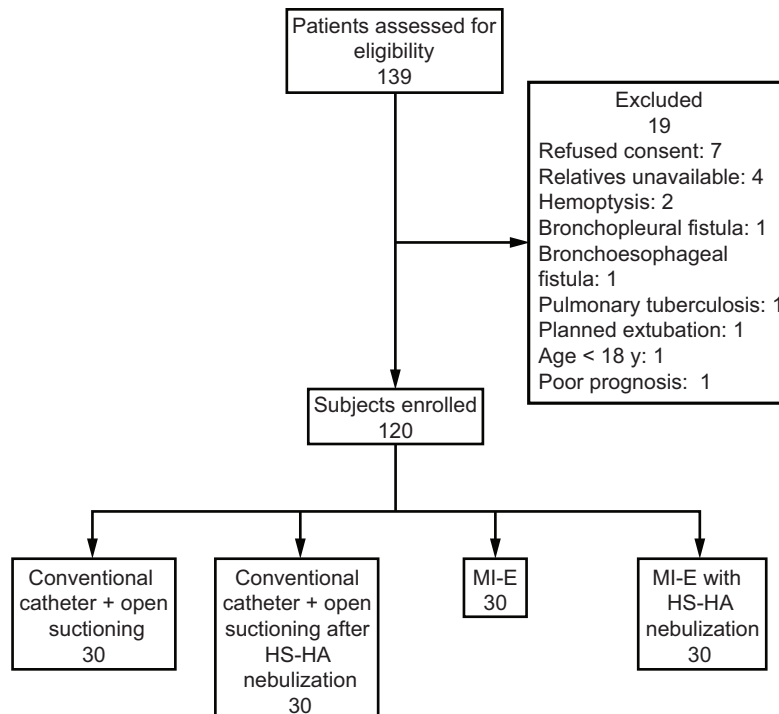 Patients assessed for
eligibility
139
Excluded
19
Refused consent: 7
Relatives unavailable: 4
Hemoptysis: 2
Bronchopleural fistula: 1
Bronchoesophageal
fistula: 1
Pulmonary tuberculosis: 1
Planned extubation: 1
Age < 18 y: 1
Poor prognosis: 1
Subjects enrolled
120
Conventional
catheter + open
suctioning
30
Conventional
catheter + open
suctioning after
HS-HA
nebulization
30
MI-E
30
MI-E with
HS-HA
nebulization
30